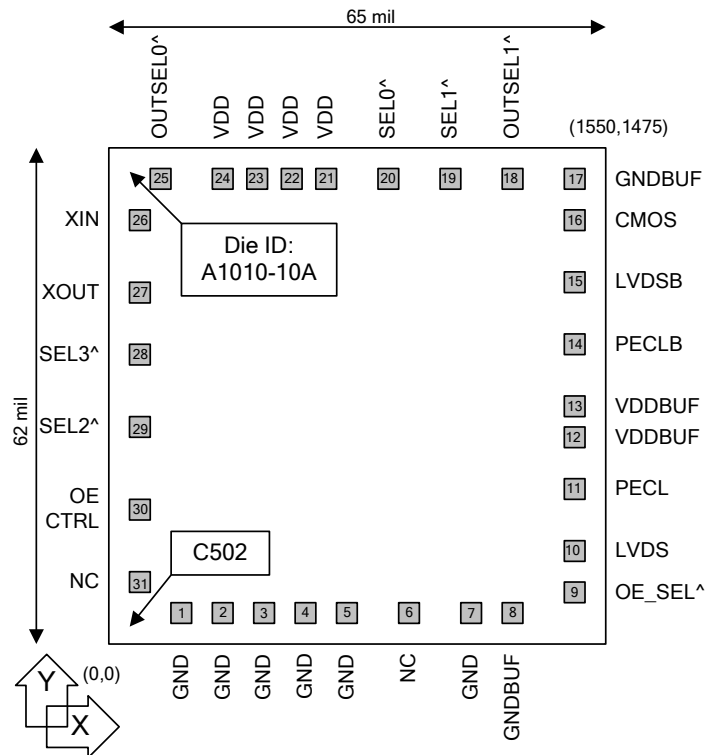 65 mil
OUTSEL0^
VDD
VDD
VDD
VDD
SEL0^
SEL1^
OUTSEL1^
(1550,1475)
25
24
23
22
21
20
19
18
17
GNDBUF
XIN
26
Die ID:
A1010-10A
16
CMOS
XOUT
27
15
LVDSB
SEL3^
28
14
PECLB
62 mil
SEL2^
29
13
VDDBUF
12
VDDBUF
OE
CTRL
30
11
PECL
C502
10
LVDS
NC
31
9
OE_SEL^
1
2
3
4
5
6
7
8
(0,0)
GND
GND
GND
GND
GND
NC
GND
GNDBUF
Y
X